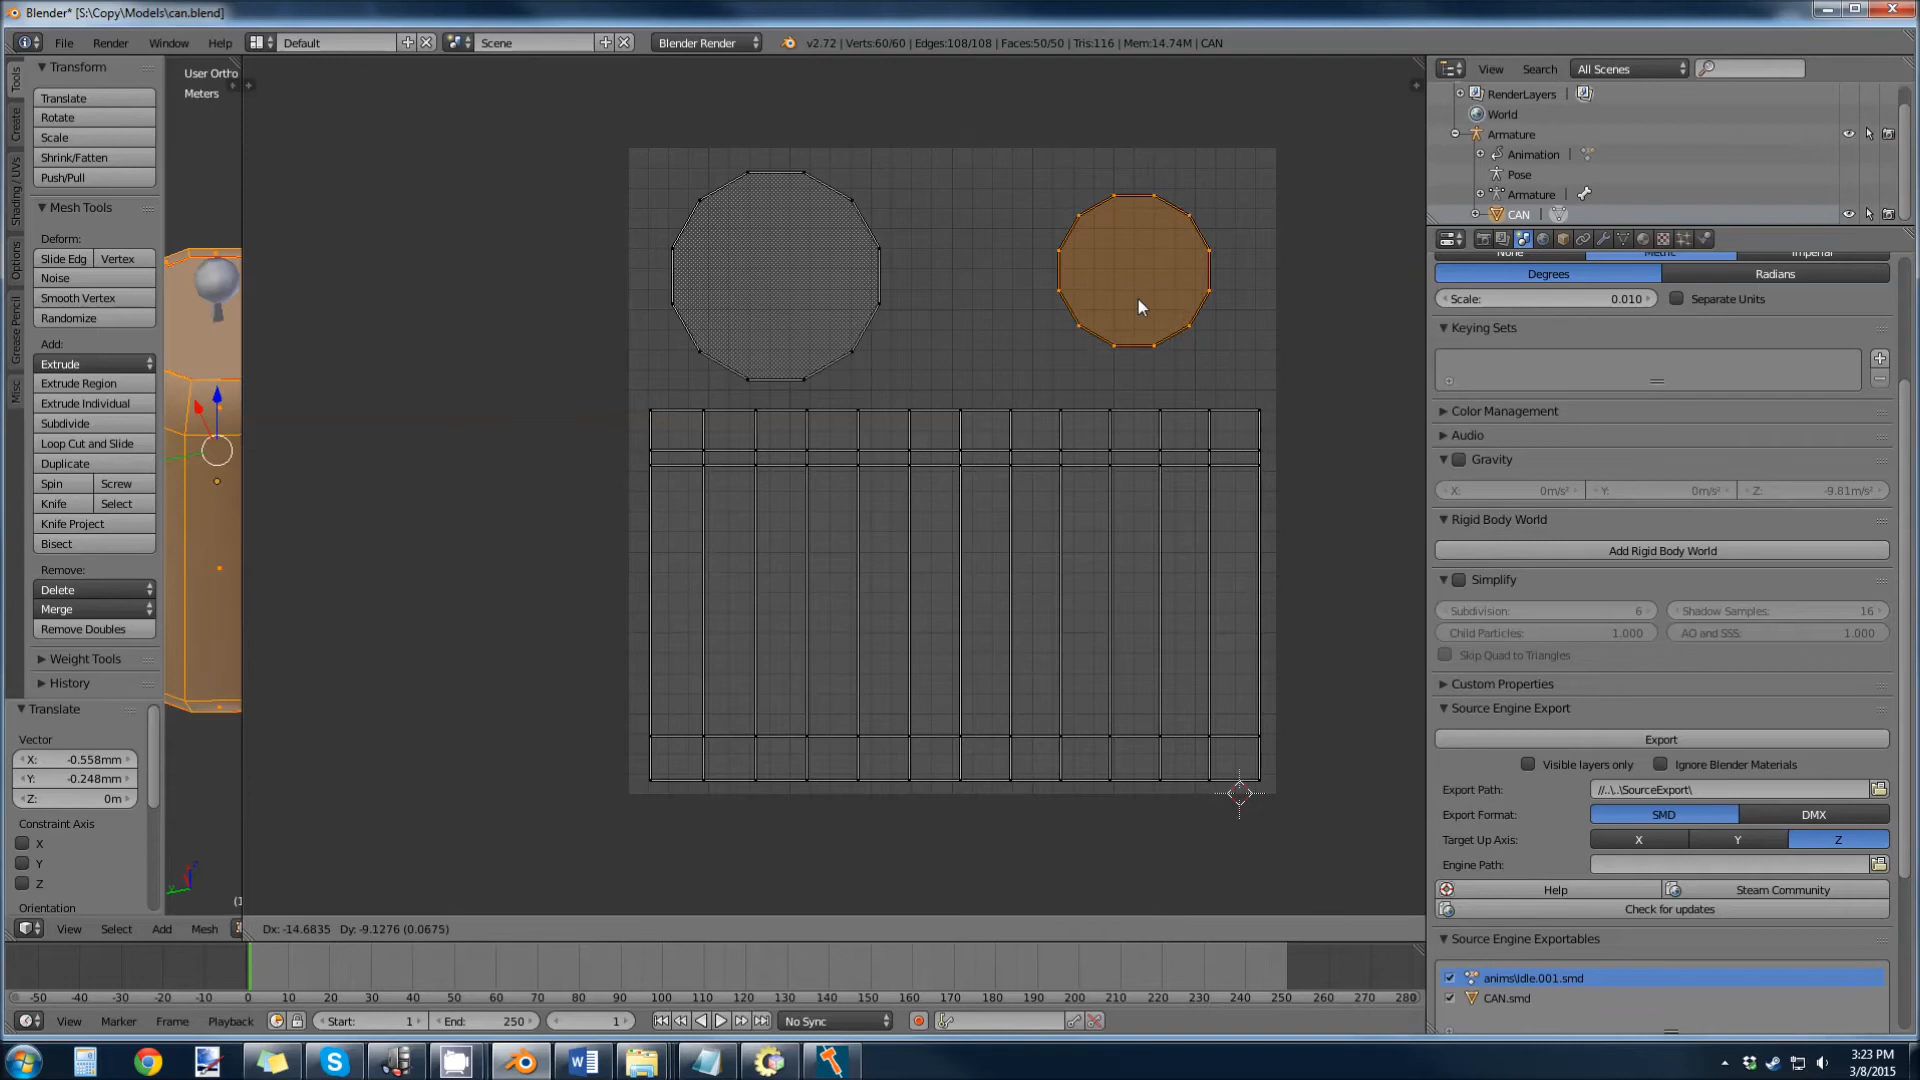 Blender* [S:\Copy\Models\can.blend]
File Render Window Help Default Scene Blender Render v2.72 | Verts:60/60 | Edges:108/108 | Faces:50/50 | Tris:116 | Mem:14.74M | CAN
Tools
Create
Shading / UVs
Options
Grease Pencil
Misc
Transform
Translate
Rotate
Scale
Shrink/Fatten
Push/Pull
Mesh Tools
Deform:
Slide Edg Vertex
Noise
Smooth Vertex
Randomize
Add:
Extrude
Extrude Region
Extrude Individual
Subdivide
Loop Cut and Slide
Duplicate
Spin Screw
Knife Select
Knife Project
Bisect
Remove:
Delete
Merge
Remove Doubles
Weight Tools
History
Translate
Vector
X: -0.558mm
Y: -0.248mm
Z: 0m
Constraint Axis
X
Y
Z
Orientation
User Ortho
Meters
(1
View Select Add Mesh
Dx: -14.6835 Dy: -9.1276 (0.0675)
View Search All Scenes
RenderLayers
World
Armature
Animation
Pose
Armature
CAN
None Metric Imperial
Degrees Radians
Scale: 0.010 Separate Units
Keying Sets
Color Management
Audio
Gravity
X: 0m/s² Y: 0m/s² Z: -9.81m/s²
Rigid Body World
Add Rigid Body World
Simplify
Subdivision: 6 Shadow Samples: 16
Child Particles: 1.000 AO and SSS: 1.000
Skip Quad to Triangles
Custom Properties
Source Engine Export
Export
Visible layers only Ignore Blender Materials
Export Path: //..\..\SourceExport\
Export Format: SMD DMX
Target Up Axis: X Y Z
Engine Path:
Help Steam Community
Check for updates
Source Engine Exportables
anims\Idle.001.smd
CAN.smd
-50 -40 -30 -20 -10 0 10 20 30 40 50 60 70 80 90 100 110 120 130 140 150 160 170 180 190 200 210 220 230 240 250 260 270 280
View Marker Frame Playback Start: 1 End: 250 1 No Sync
3:23 PM
3/8/2015